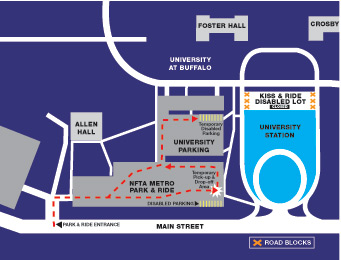 FOSTER HALL
CROSBY
UNIVERSITY
AT BUFFALO
KISS & RIDE
DISABLED LOT
CLOSED
ALLEN
HALL
Temporary
Disabled
Parking
UNIVERSITY
PARKING
UNIVERSITY
STATION
NFTA METRO
PARK & RIDE
Temporary
Pick-up &
Drop-off
Area
DISABLED PARKING
PARK & RIDE ENTRANCE
MAIN STREET
ROAD BLOCKS